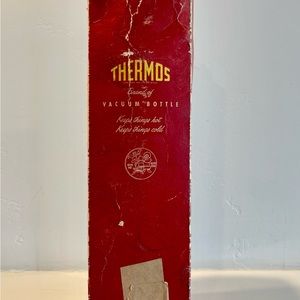 THERMOS
Brand of
VACUUM BOTTLE
Keeps things hot
Keeps things cold